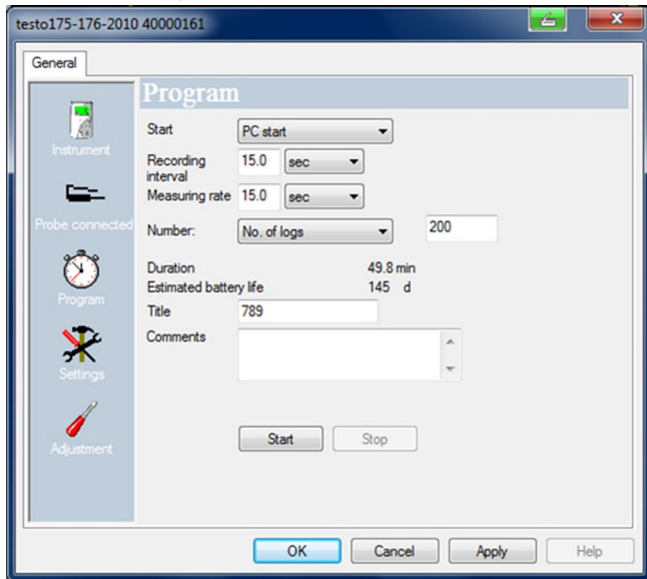 testo175-176-2010 40000161
General
Program
Instrument
Probe connected
Program
Settings
Adjustment
Start PC start
Recording interval 15.0 sec
Measuring rate 15.0 sec
Number: No. of logs 200
Duration 49.8 min
Estimated battery life 145 d
Title 789
Comments
Start Stop
OK Cancel Apply Help